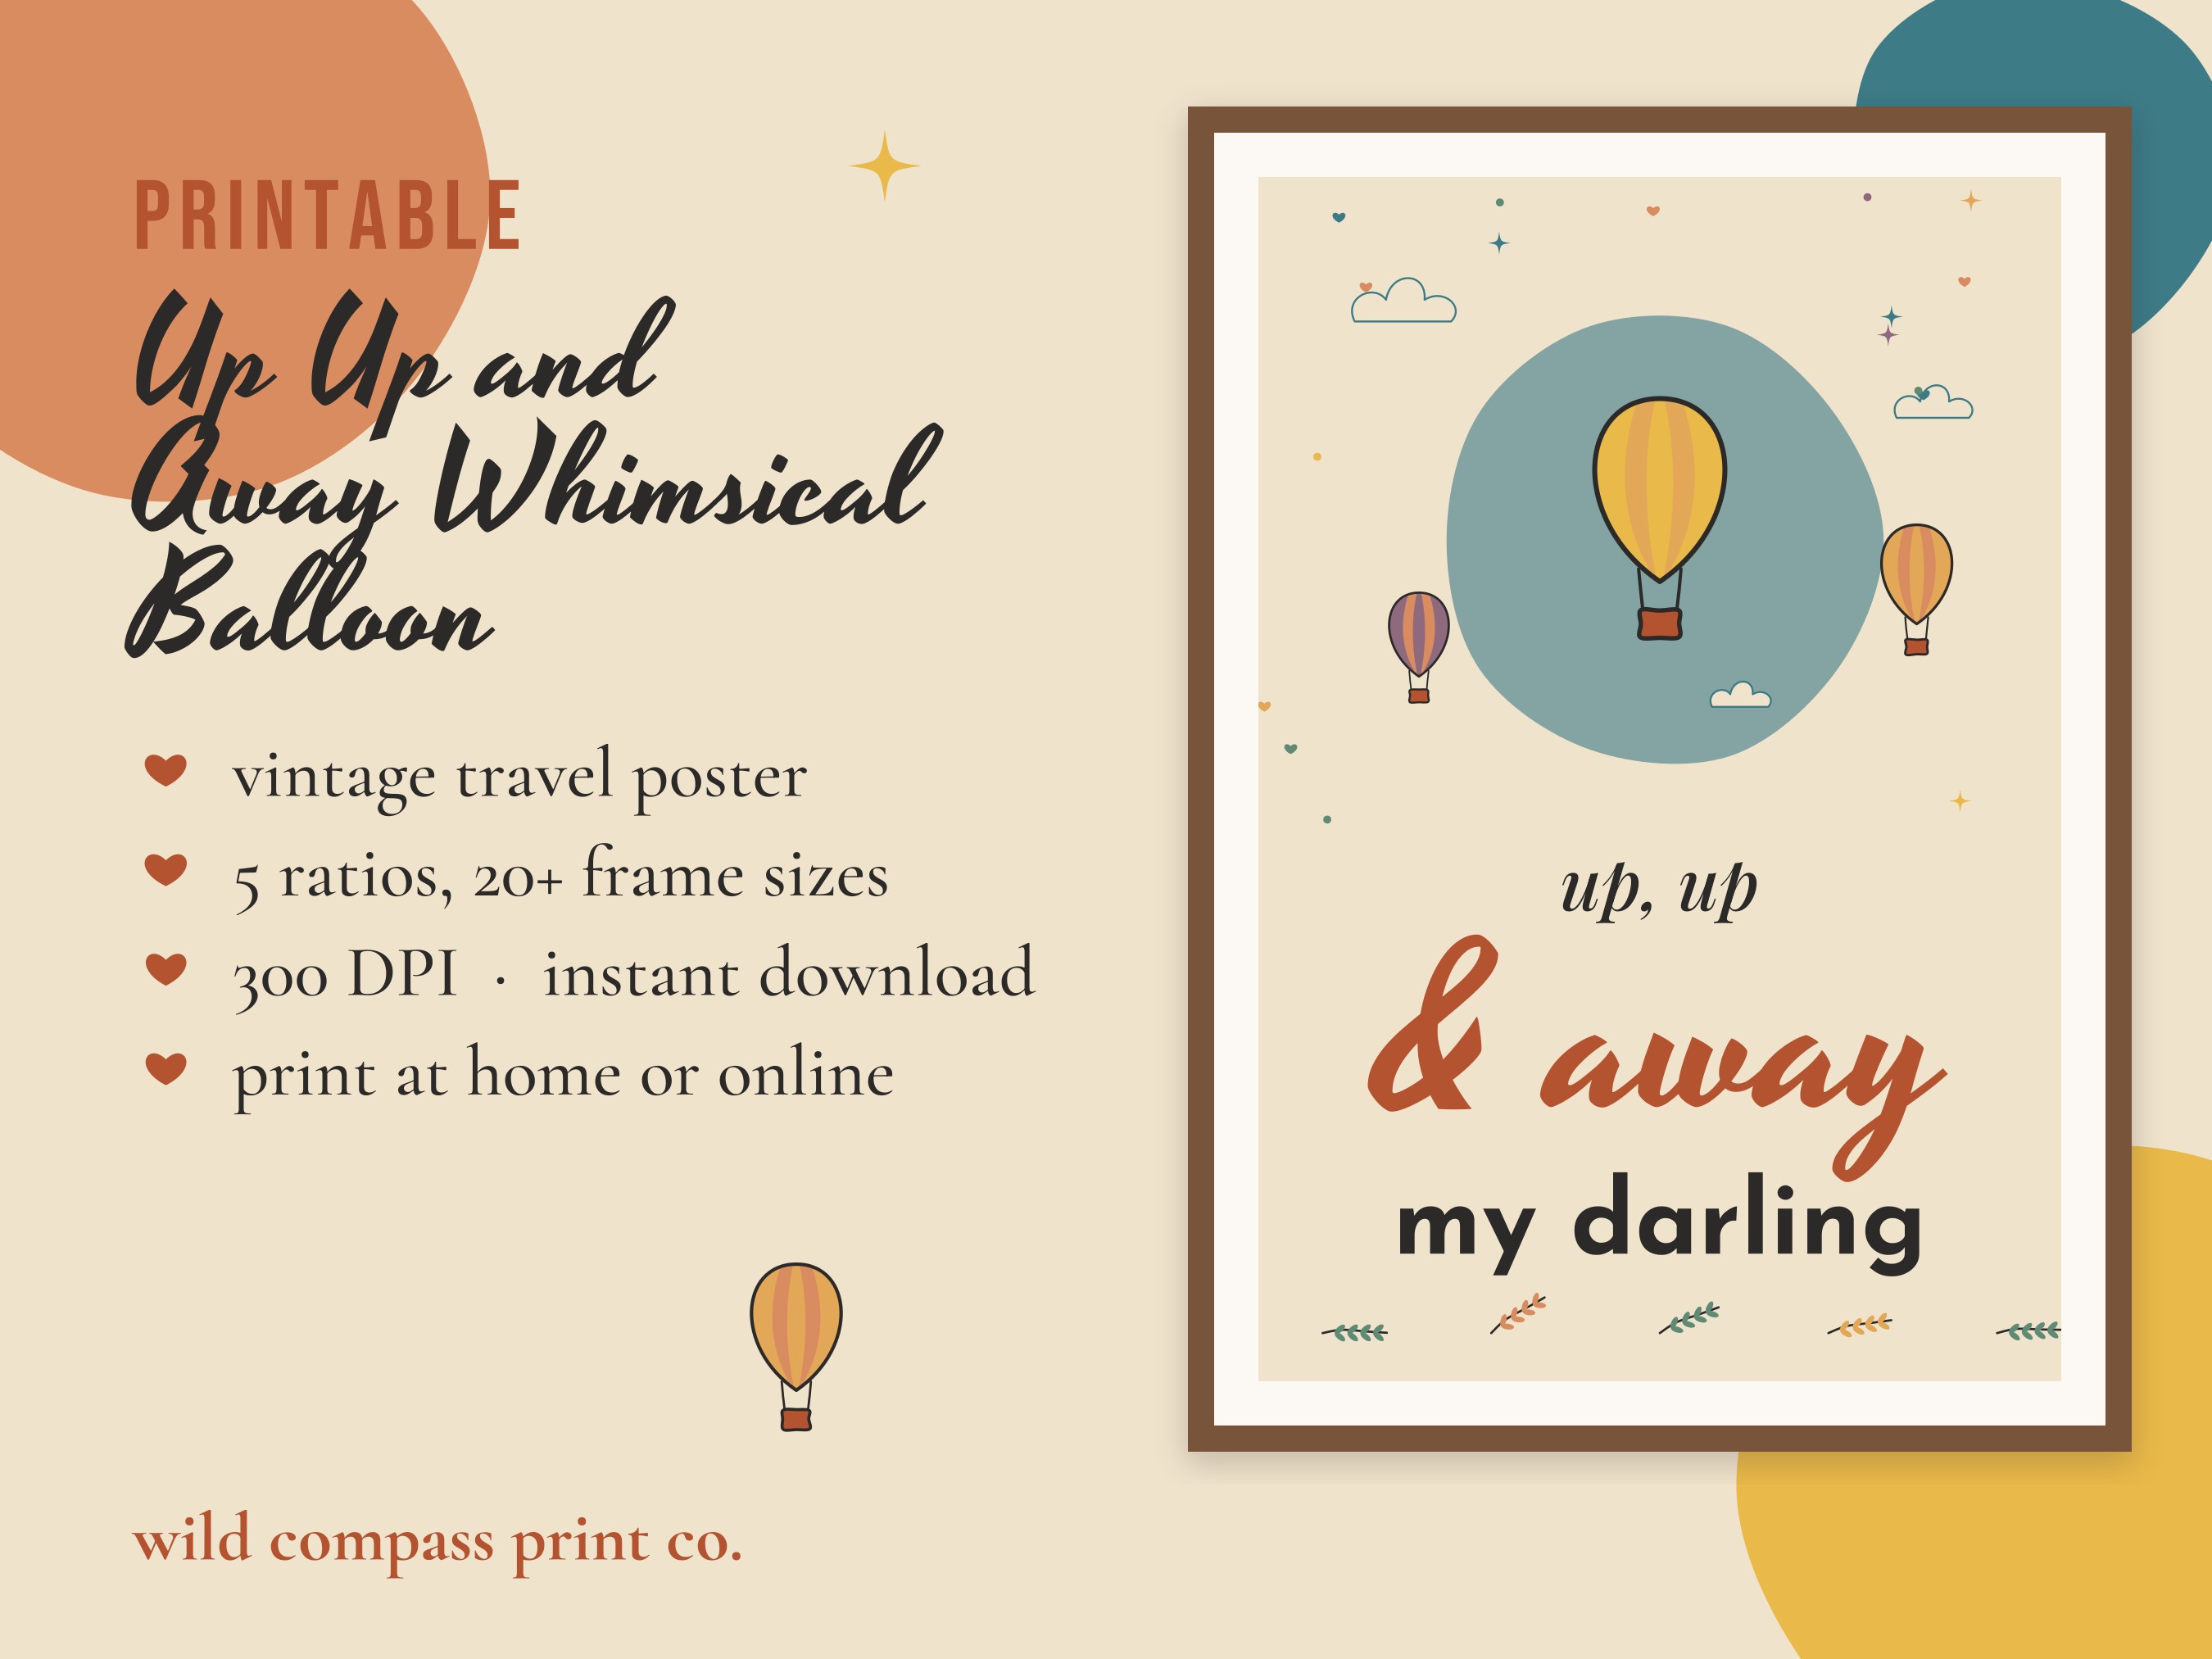 PRINTABLE
Up Up and
Away Whimsical
Balloon
vintage travel poster
5 ratios, 20+ frame sizes
300 DPI · instant download
print at home or online
wild compass print co.
up, up
& away
my darling